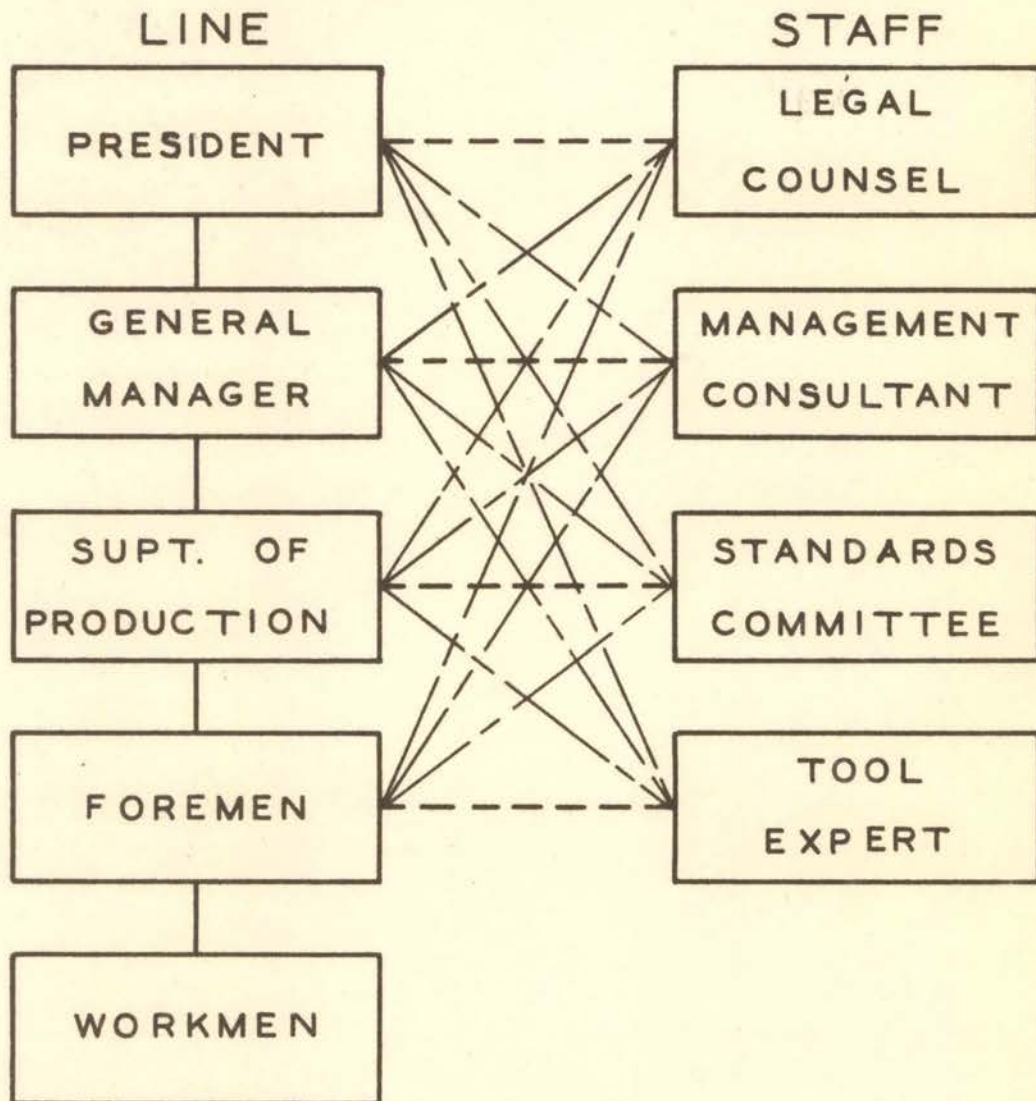 LINE
PRESIDENT
GENERAL
MANAGER
SUPT. OF
PRODUCTION
FOREMEN
WORKMEN
STAFF
LEGAL
COUNSEL
MANAGEMENT
CONSULTANT
STANDARDS
COMMITTEE
TOOL
EXPERT